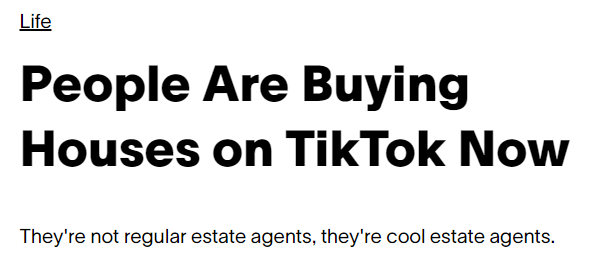 Life
People Are Buying
Houses on TikTok Now
They're not regular estate agents, they're cool estate agents.